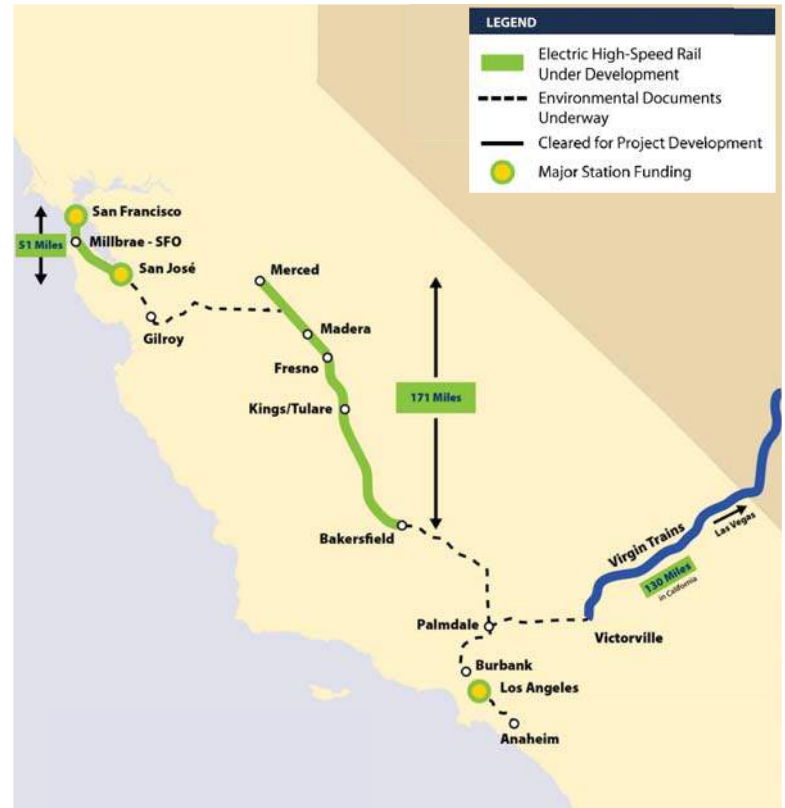 LEGEND
Electric High-Speed Rail
Under Development
Environmental Documents
Underway
Cleared for Project Development
Major Station Funding
San Francisco
51 Miles
Millbrae - SFO
San José
Merced
Gilroy
Madera
Fresno
171 Miles
Kings/Tulare
Bakersfield
Virgin Trains
Las Vegas
130 Miles
in California
Palmdale
Victorville
Burbank
Los Angeles
Anaheim